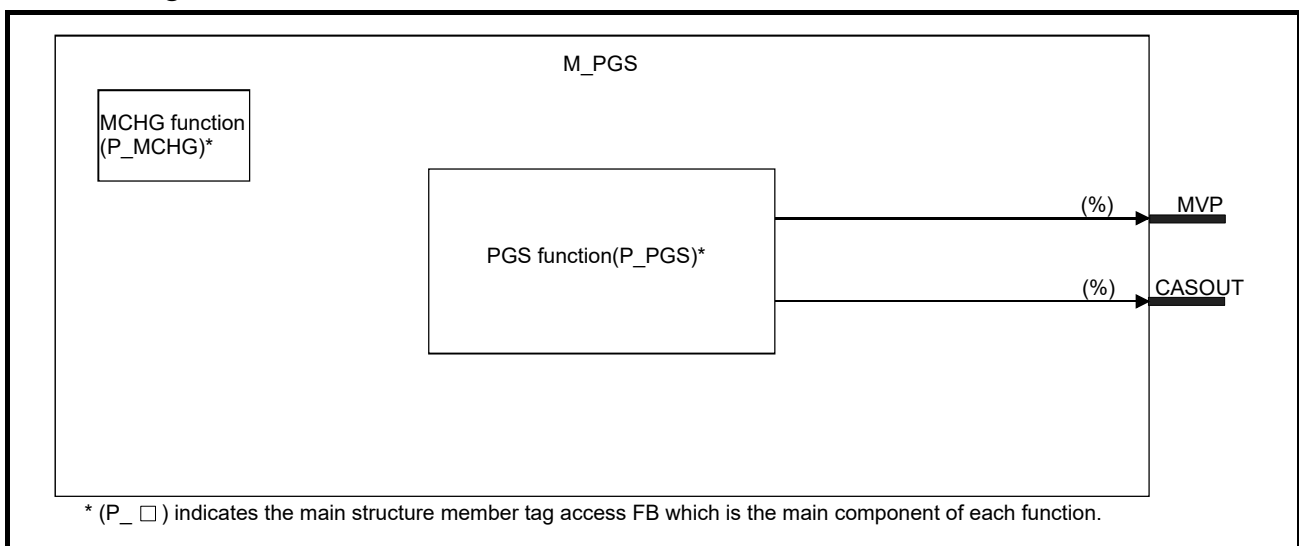 M_PGS
MCHG function
(P_MCHG)*
(%)
MVP
PGS function(P_PGS)*
(%)
CASOUT
* (P_ □ ) indicates the main structure member tag access FB which is the main component of each function.